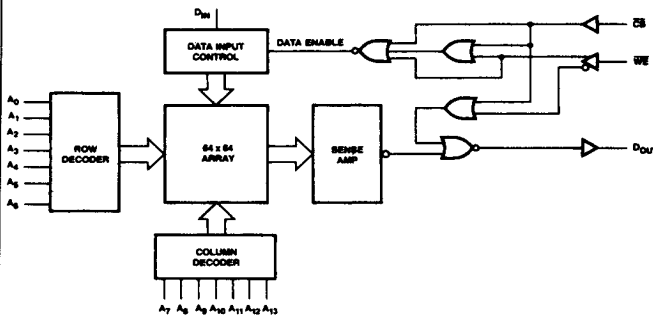 DIN
DATA INPUT
CONTROL
DATA ENABLE
CS
WE
A0
A1
A2
A3
A4
A5
A6
ROW
DECODER
64 x 64
ARRAY
SENSE
AMP
DOUT
COLUMN
DECODER
A7 A8 A9 A10 A11 A12 A13